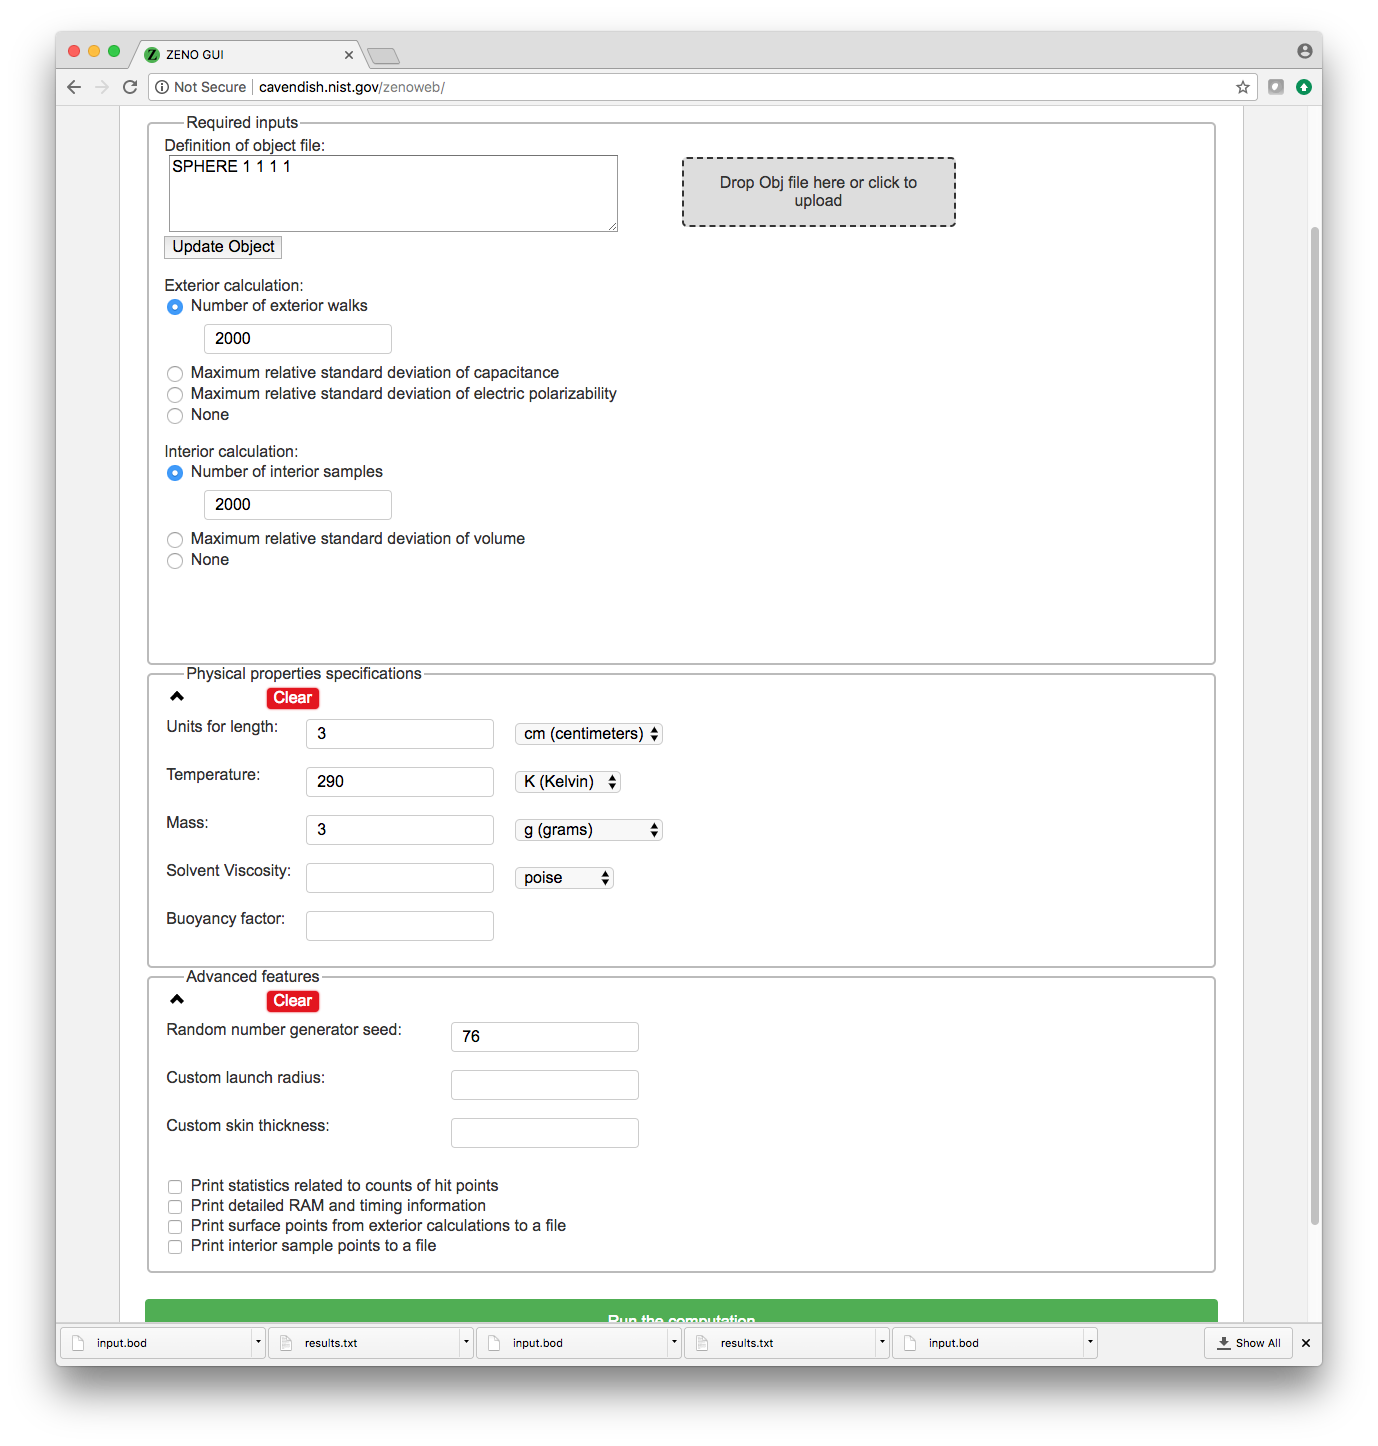 Z ZENO GUI
Not Secure cavendish.nist.gov/zenoweb/
Required inputs
Definition of object file:
SPHERE 1 1 1 1
Drop Obj file here or click to
upload
Update Object
Exterior calculation:
Number of exterior walks
2000
Maximum relative standard deviation of capacitance
Maximum relative standard deviation of electric polarizability
None
Interior calculation:
Number of interior samples
2000
Maximum relative standard deviation of volume
None
Physical properties specifications
Clear
Units for length: 3 cm (centimeters)
Temperature: 290 K (Kelvin)
Mass: 3 g (grams)
Solvent Viscosity: poise
Buoyancy factor:
Advanced features
Clear
Random number generator seed: 76
Custom launch radius:
Custom skin thickness:
Print statistics related to counts of hit points
Print detailed RAM and timing information
Print surface points from exterior calculations to a file
Print interior sample points to a file
Run the computation
input.bod results.txt input.bod results.txt input.bod Show All